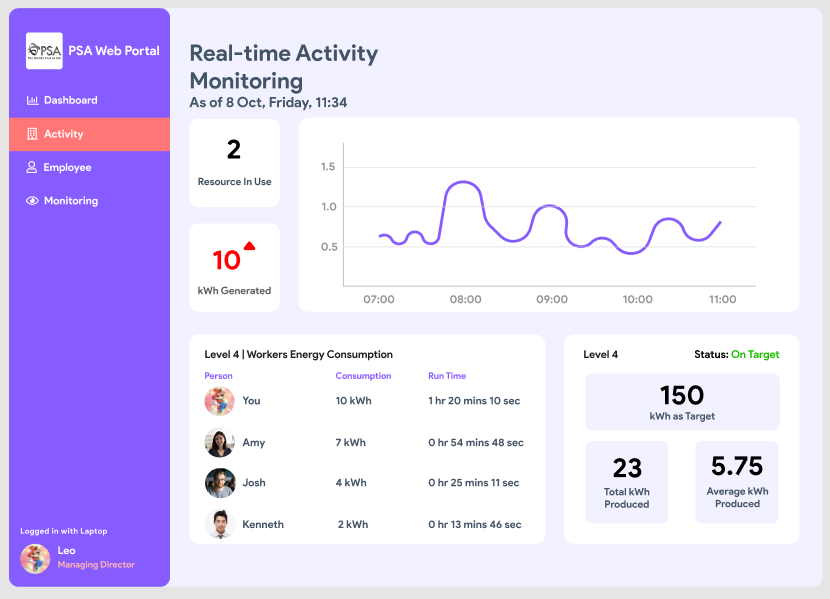 PSA
PSA Web Portal
Dashboard
Activity
Employee
Monitoring
Logged in with Laptop
Leo
Managing Director
Real-time Activity
Monitoring
As of 8 Oct, Friday, 11:34
2
Resource In Use
10
kWh Generated
1.5
1.0
0.5
07:00 08:00 09:00 10:00 11:00
Level 4 | Workers Energy Consumption
Person Consumption Run Time
You 10 kWh 1 hr 20 mins 10 sec
Amy 7 kWh 0 hr 54 mins 48 sec
Josh 4 kWh 0 hr 25 mins 11 sec
Kenneth 2 kWh 0 hr 13 mins 46 sec
Level 4 Status: On Target
150
kWh as Target
23
Total kWh
Produced
5.75
Average kWh
Produced